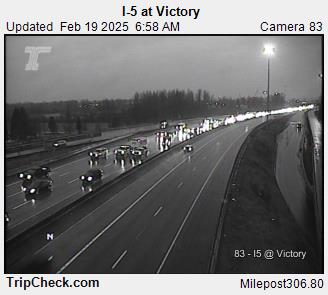 I-5 at Victory
Updated Feb 19 2025 6:58 AM Camera 83
T
N
83 - I5 @ Victory
TripCheck.com Milepost306.80